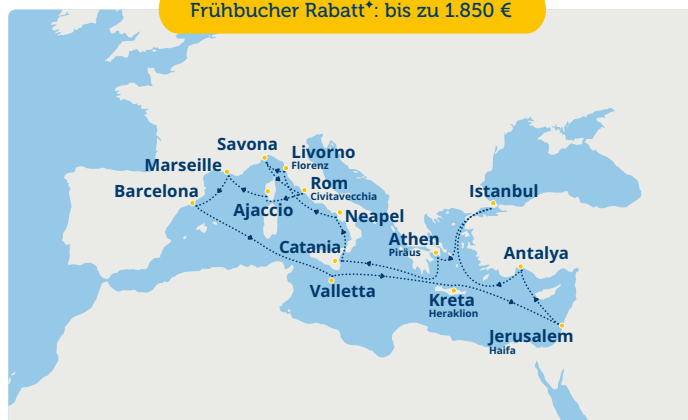 Frühbucher Rabatt✦: bis zu 1.850 €
Savona
Livorno
Florenz
Marseille
Rom
Civitavecchia
Barcelona
Ajaccio
Neapel
Istanbul
Catania
Athen
Piräus
Antalya
Valletta
Kreta
Heraklion
Jerusalem
Haifa